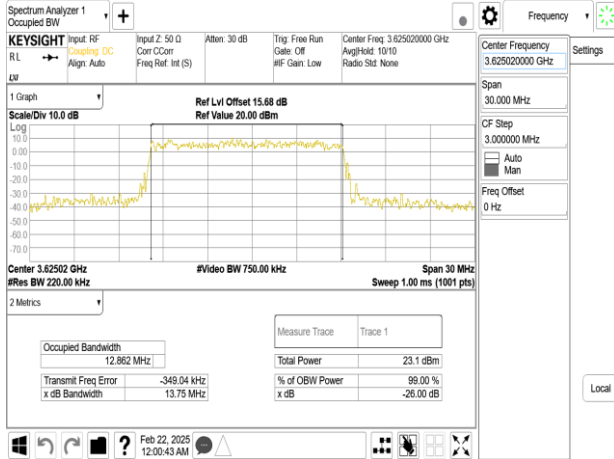 Spectrum Analyzer 1
Occupied BW
Frequency
KEYSIGHT
RL
LXI
Input: RF
Coupling: DC
Align: Auto
Input Z: 50 Ω
Corr CCorr
Freq Ref: Int (S)
Atten: 30 dB
Trig: Free Run
Gate: Off
#IF Gain: Low
Center Freq: 3.625020000 GHz
Avg|Hold: 10/10
Radio Std: None
Center Frequency
3.625020000 GHz
Settings
Span
30.000 MHz
CF Step
3.000000 MHz
Auto
Man
Freq Offset
0 Hz
Local
1 Graph
Scale/Div 10.0 dB
Ref Lvl Offset 15.68 dB
Ref Value 20.00 dBm
Log
10.0
0.00
-10.0
-20.0
-30.0
-40.0
-50.0
-60.0
-70.0
Center 3.62502 GHz
#Video BW 750.00 kHz
Span 30 MHz
#Res BW 220.00 kHz
Sweep 1.00 ms (1001 pts)
2 Metrics
Measure Trace Trace 1
Occupied Bandwidth
12.862 MHz
Total Power 23.1 dBm
Transmit Freq Error -349.04 kHz
% of OBW Power 99.00 %
x dB Bandwidth 13.75 MHz
x dB -26.00 dB
?
Feb 22, 2025
12:00:43 AM